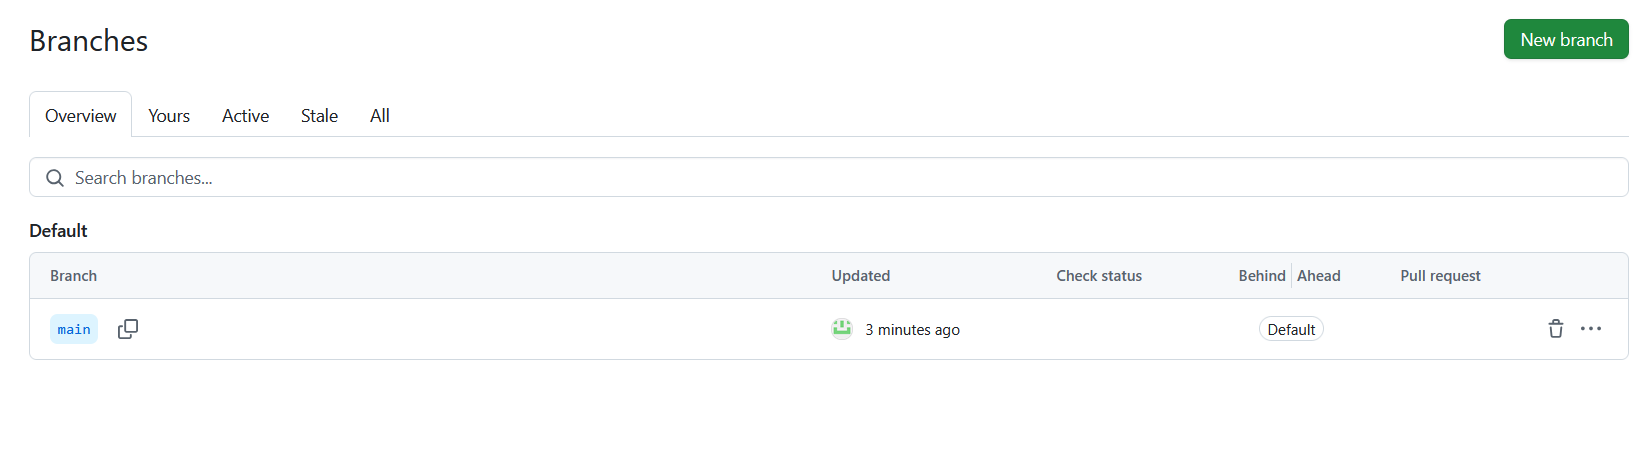 Branches
New branch
Overview Yours Active Stale All
Search branches...
Default
Branch Updated Check status Behind Ahead Pull request
main 3 minutes ago Default